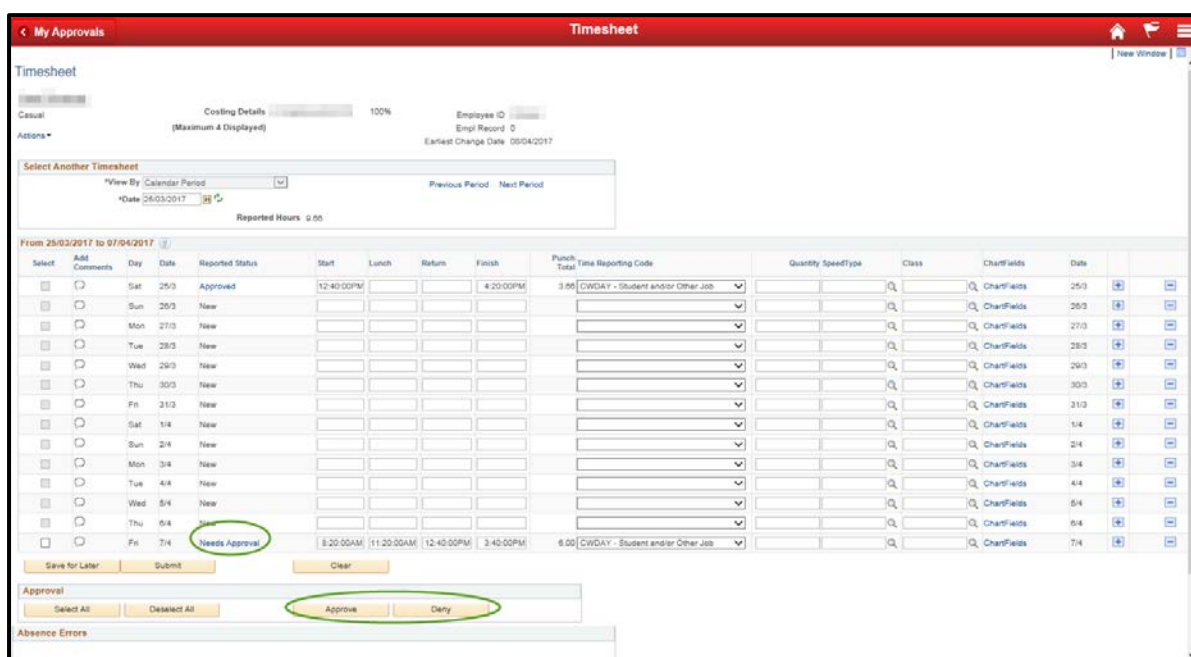 My Approvals Timesheet
New Window
Timesheet
Costing Details 100% Employee ID
Casual
(Maximum 4 Displayed) Empl Record 0
Actions
Earliest Change Date 08/04/2017
Select Another Timesheet
*View By Calendar Period Previous Period Next Period
*Date 25/03/2017
Reported Hours 9.66
From 25/03/2017 to 07/04/2017
Select Add Comments Day Date Reported Status Start Lunch Return Finish Punch Total Time Reporting Code Quantity SpeedType Class ChartFields Date
Sat 25/3 Approved 12:40:00PM 4:20:00PM 3.66 CWDAY - Student and/or Other Job ChartFields 25/3
Sun 26/3 New ChartFields 26/3
Mon 27/3 New ChartFields 27/3
Tue 28/3 New ChartFields 28/3
Wed 29/3 New ChartFields 29/3
Thu 30/3 New ChartFields 30/3
Fri 31/3 New ChartFields 31/3
Sat 1/4 New ChartFields 1/4
Sun 2/4 New ChartFields 2/4
Mon 3/4 New ChartFields 3/4
Tue 4/4 New ChartFields 4/4
Wed 5/4 New ChartFields 5/4
Thu 6/4 New ChartFields 6/4
Fri 7/4 Needs Approval 8:20:00AM 11:20:00AM 12:40:00PM 3:40:00PM 6.00 CWDAY - Student and/or Other Job ChartFields 7/4
Save for Later Submit Clear
Approval
Select All Deselect All Approve Deny
Absence Errors